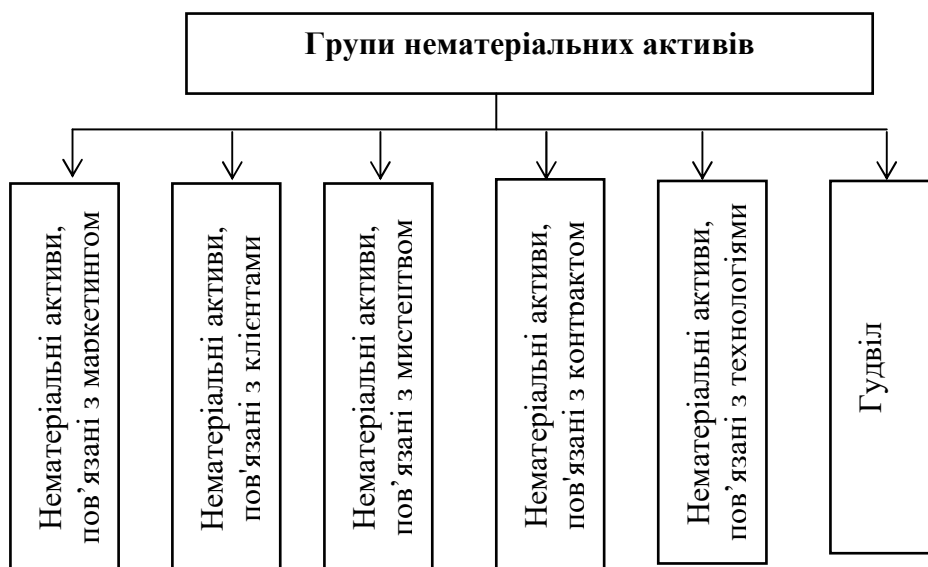 Групи нематеріальних активів
Нематеріальні активи,
пов’язані з маркетингом
Нематеріальні активи,
пов'язані з клієнтами
Нематеріальні активи,
пов’язані з мистептвом
Нематеріальні активи,
пов'язані з контрактом
Нематеріальні активи,
пов’язані з технологіями
Гудвіл